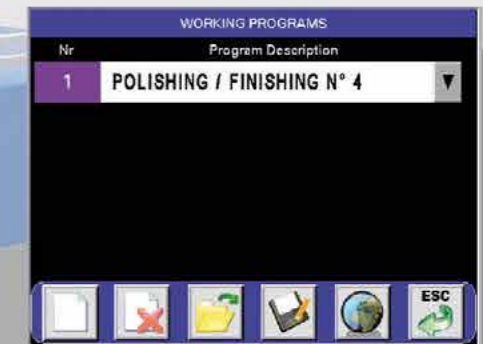 WORKING PROGRAMS
Nr Program Description
1 POLISHING / FINISHING N° 4
ESC